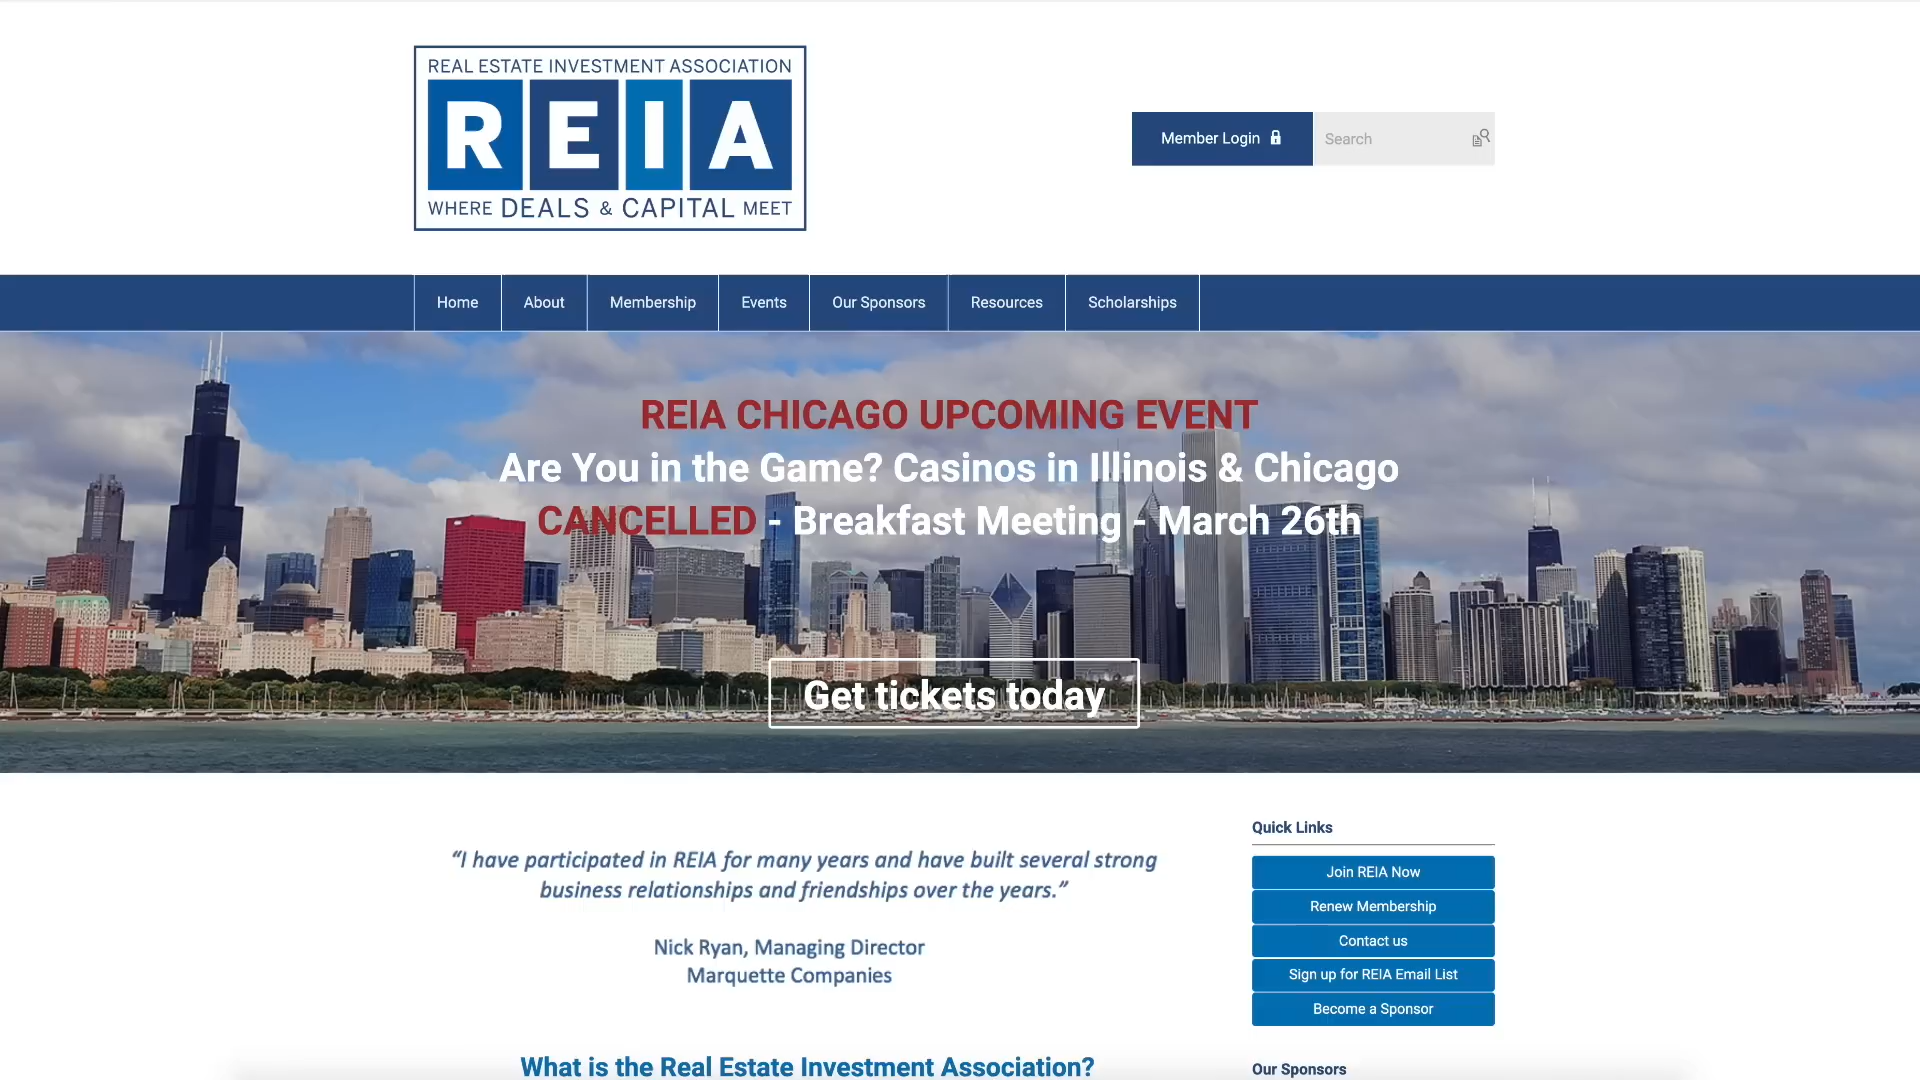 REAL ESTATE INVESTMENT ASSOCIATION
REIA
WHERE DEALS & CAPITAL MEET
Member Login
Search
Home
About
Membership
Events
Our Sponsors
Resources
Scholarships
REIA CHICAGO UPCOMING EVENT
Are You in the Game? Casinos in Illinois & Chicago
CANCELLED - Breakfast Meeting - March 26th
Get tickets today
“I have participated in REIA for many years and have built several strong
business relationships and friendships over the years.”
Nick Ryan, Managing Director
Marquette Companies
What is the Real Estate Investment Association?
Quick Links
Join REIA Now
Renew Membership
Contact us
Sign up for REIA Email List
Become a Sponsor
Our Sponsors